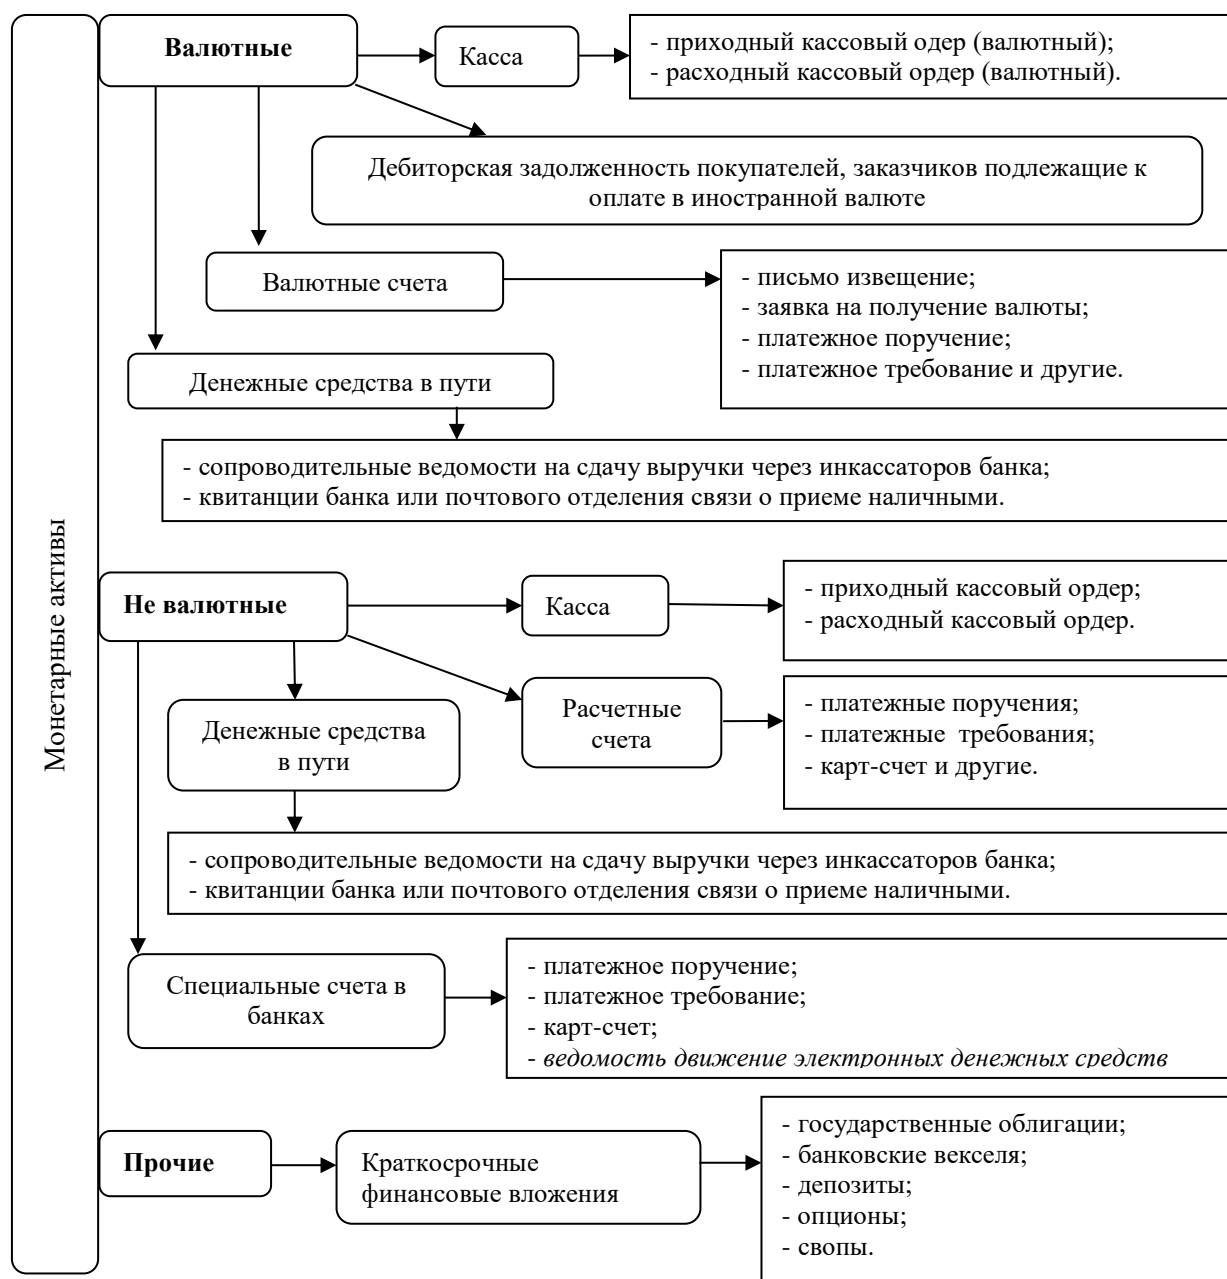 Монетарные активы
Валютные
Касса
- приходный кассовый одер (валютный);
- расходный кассовый ордер (валютный).
Дебиторская задолженность покупателей, заказчиков подлежащие к
оплате в иностранной валюте
Валютные счета
- письмо извещение;
- заявка на получение валюты;
- платежное поручение;
- платежное требование и другие.
Денежные средства в пути
- сопроводительные ведомости на сдачу выручки через инкассаторов банка;
- квитанции банка или почтового отделения связи о приеме наличными.
Не валютные
Касса
- приходный кассовый ордер;
- расходный кассовый ордер.
Расчетные
счета
- платежные поручения;
- платежные  требования;
- карт-счет и другие.
Денежные средства
в пути
- сопроводительные ведомости на сдачу выручки через инкассаторов банка;
- квитанции банка или почтового отделения связи о приеме наличными.
Специальные счета в
банках
- платежное поручение;
- платежное требование;
- карт-счет;
- ведомость движение электронных денежных средств
Прочие
Краткосрочные
финансовые вложения
- государственные облигации;
- банковские векселя;
- депозиты;
- опционы;
- свопы.